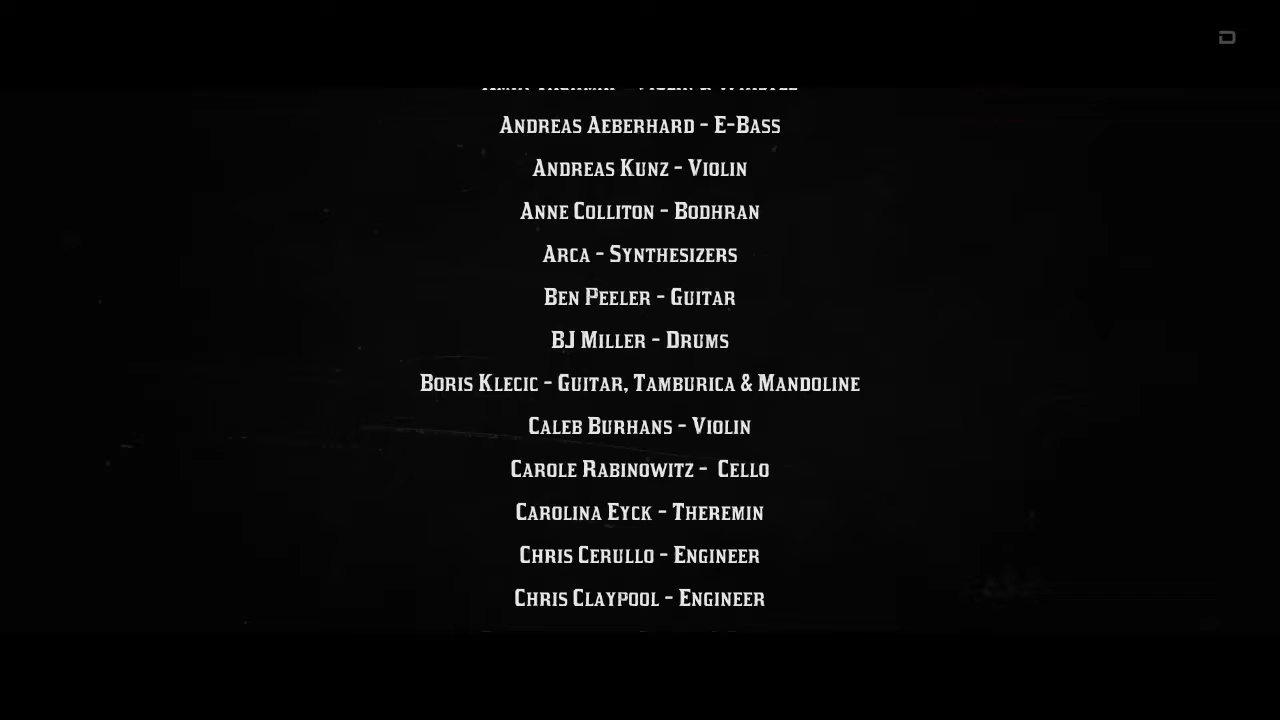 Andreas Aeberhard - E-Bass
Andreas Kunz - Violin
Anne Colliton - Bodhran
Arca - Synthesizers
Ben Peeler - Guitar
BJ Miller - Drums
Boris Klecic - Guitar, Tamburica & Mandoline
Caleb Burhans - Violin
Carole Rabinowitz - Cello
Carolina Eyck - Theremin
Chris Cerullo - Engineer
Chris Claypool - Engineer